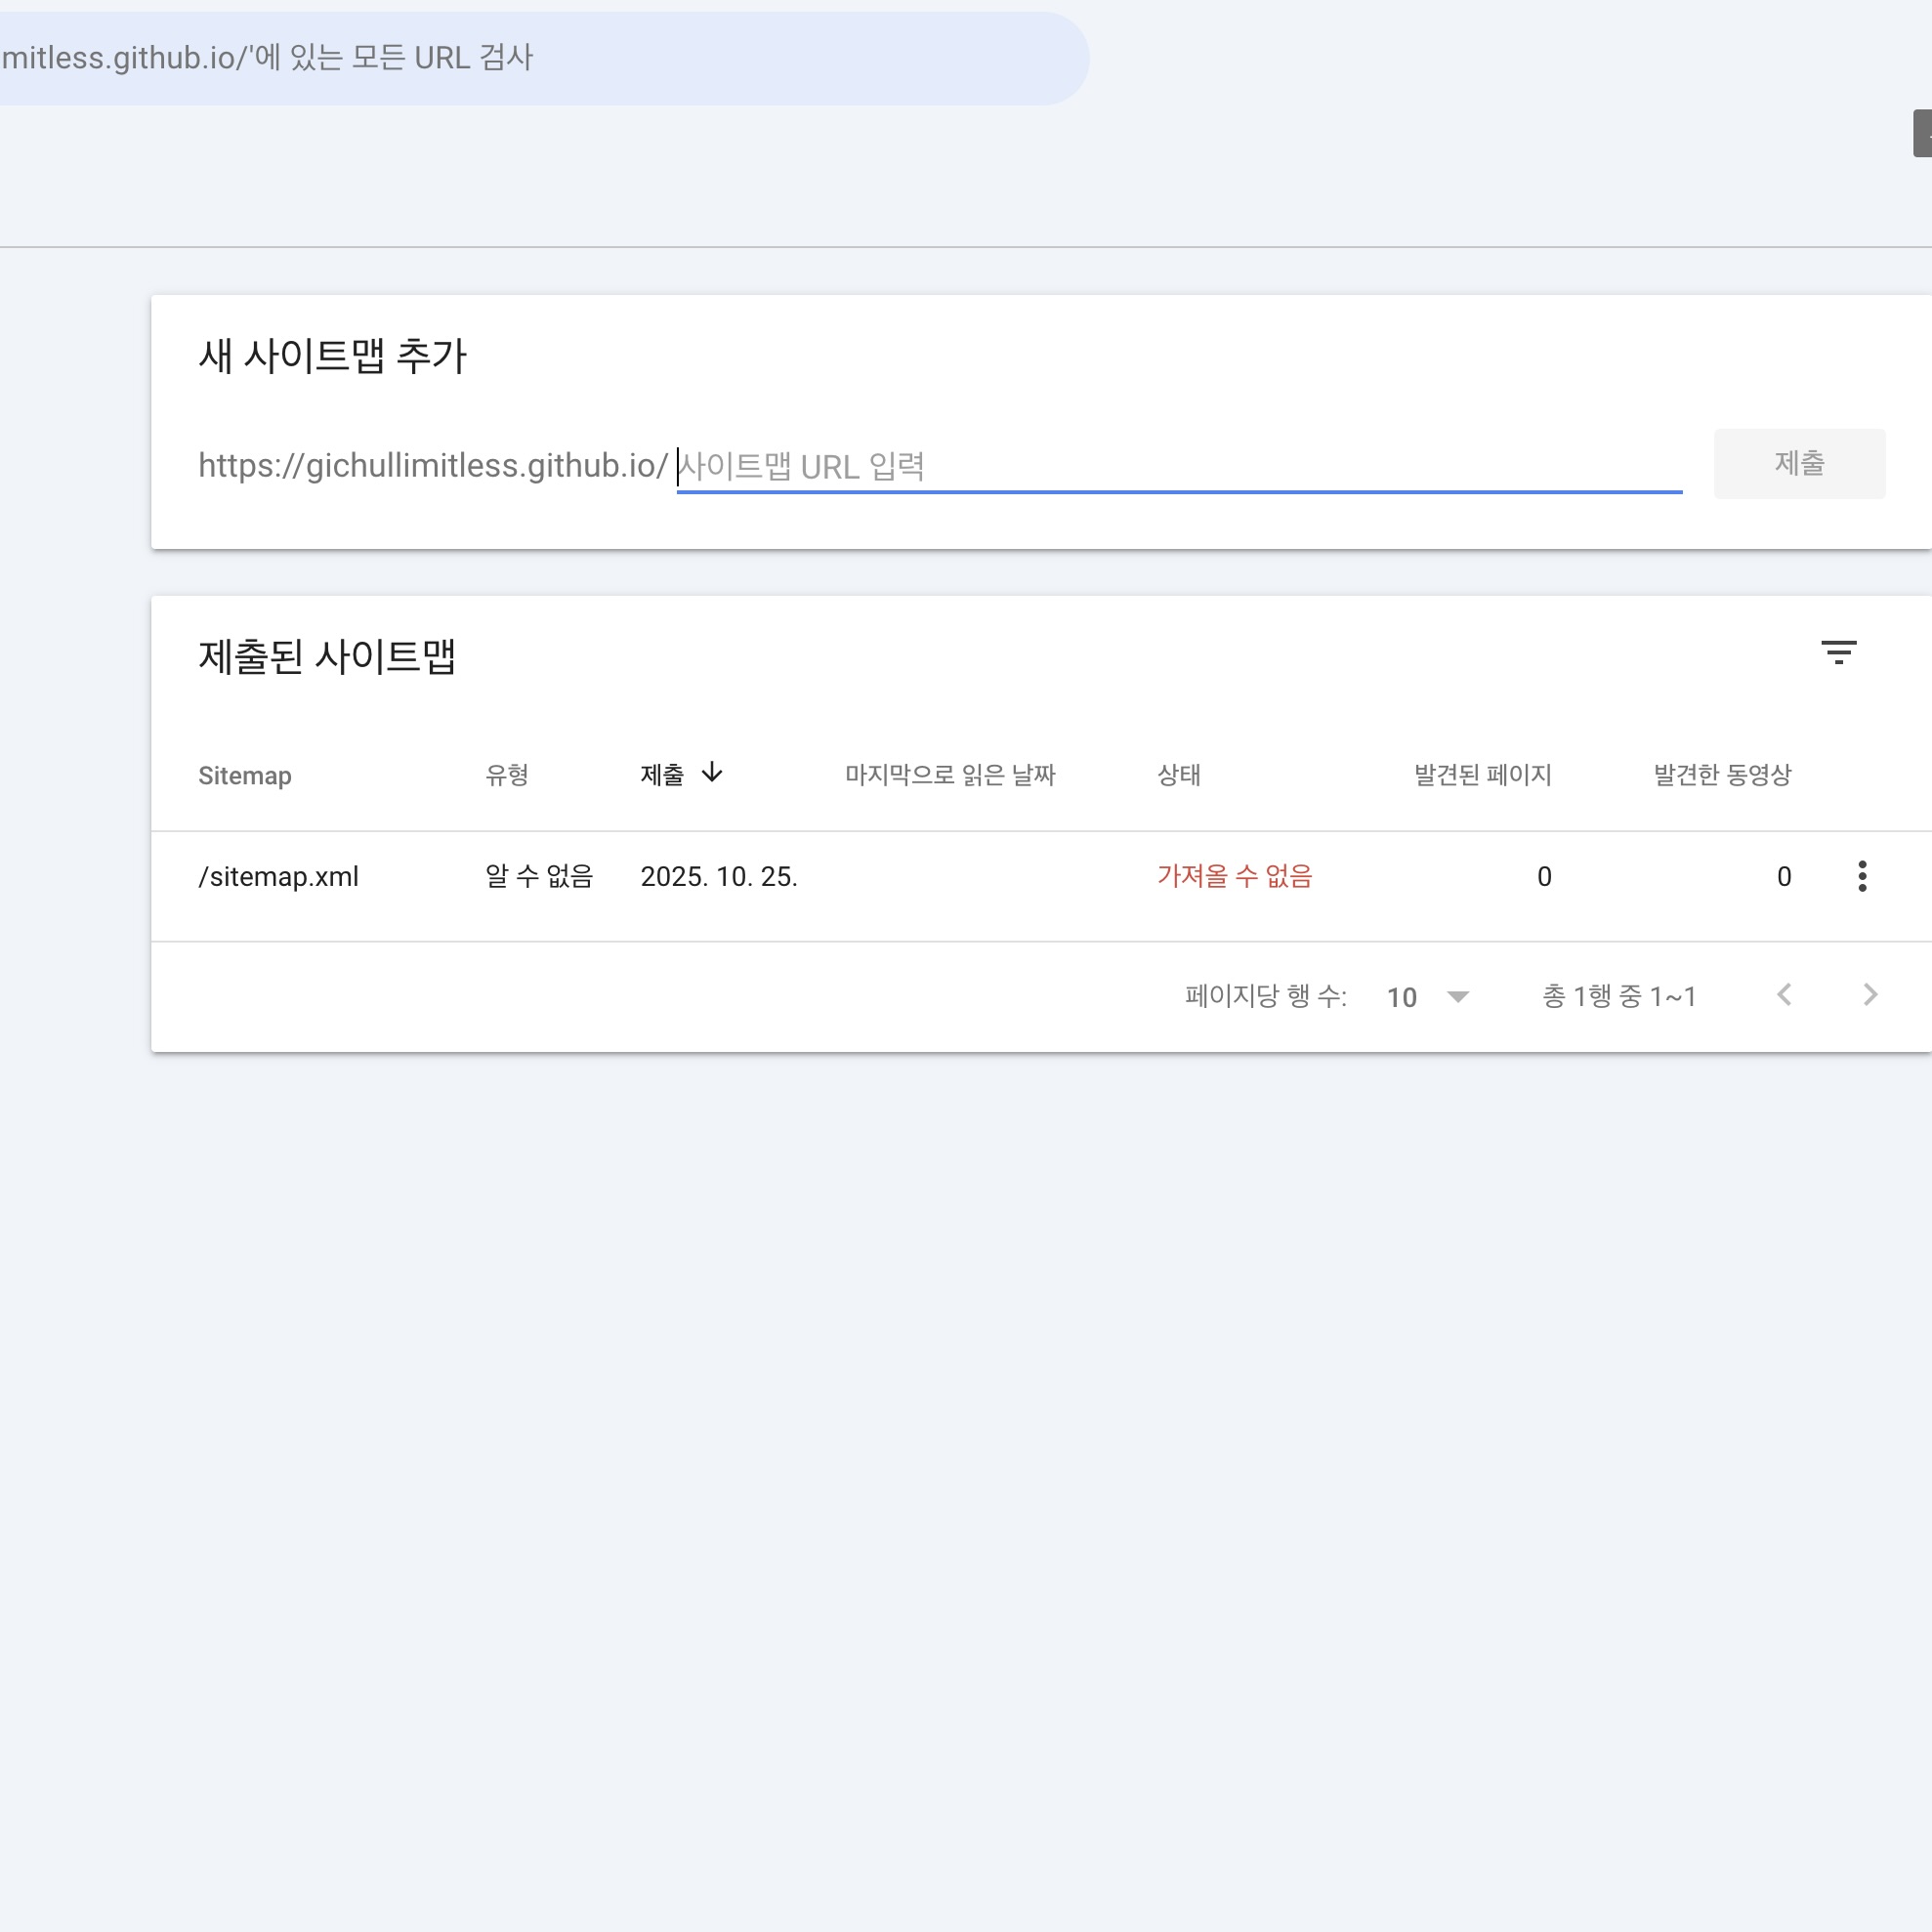 mitless.github.io/'에 있는 모든 URL 검사
새 사이트맵 추가
https://gichullimitless.github.io/ 사이트맵 URL 입력 제출
제출된 사이트맵
Sitemap 유형 제출 마지막으로 읽은 날짜 상태 발견된 페이지 발견한 동영상
/sitemap.xml 알 수 없음 2025. 10. 25. 가져올 수 없음 0 0
페이지당 행 수: 10 총 1행 중 1~1